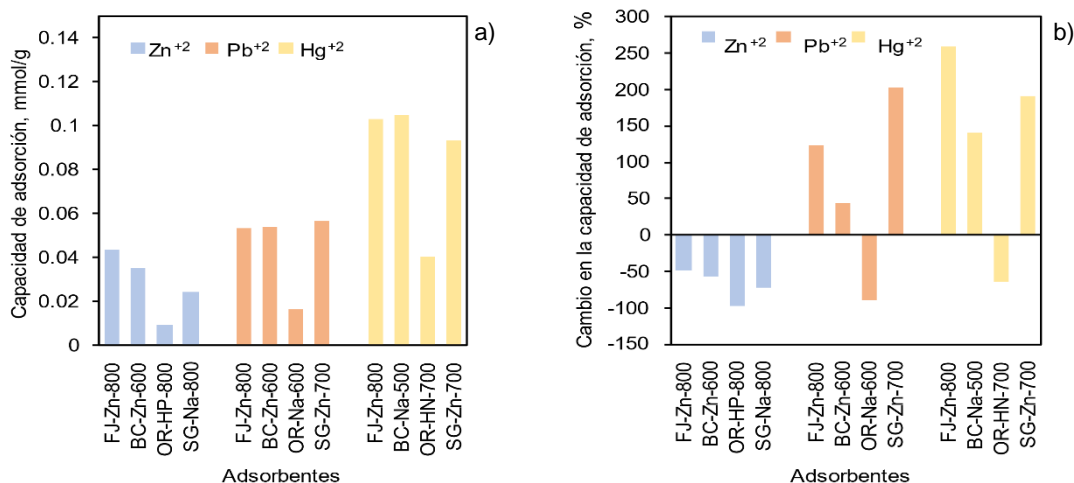 a)
Capacidad de adsorción, mmol/g
0.14
0.12
0.1
0.08
0.06
0.04
0.02
0
Zn+2 Pb+2 Hg+2
FJ-Zn-800
BC-Zn-600
OR-HP-800
SG-Na-800
FJ-Zn-800
BC-Zn-600
OR-Na-600
SG-Zn-700
FJ-Zn-800
BC-Na-500
OR-HN-700
SG-Zn-700
Adsorbentes
b)
Cambio en la capacidad de adsorción, %
300
250
200
150
100
50
0
-50
-100
-150
Zn+2 Pb+2 Hg+2
FJ-Zn-800
BC-Zn-600
OR-HP-800
SG-Na-800
FJ-Zn-800
BC-Zn-600
OR-Na-600
SG-Zn-700
FJ-Zn-800
BC-Na-500
OR-HN-700
SG-Zn-700
Adsorbentes